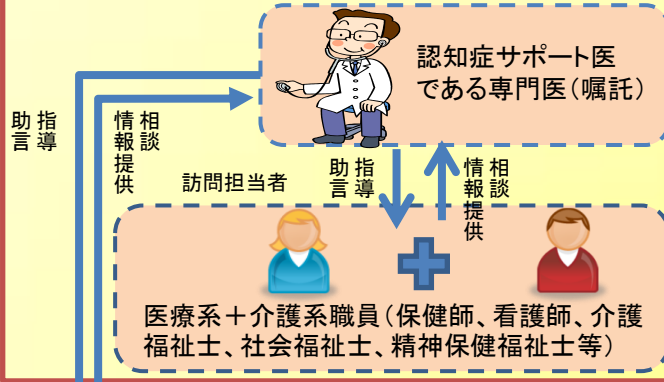 認知症サポート医
である専門医(嘱託)
指導
助言
相談
情報提供
訪問担当者
指導
助言
相談
情報提供
医療系+介護系職員(保健師、看護師、介護
福祉士、社会福祉士、精神保健福祉士等)